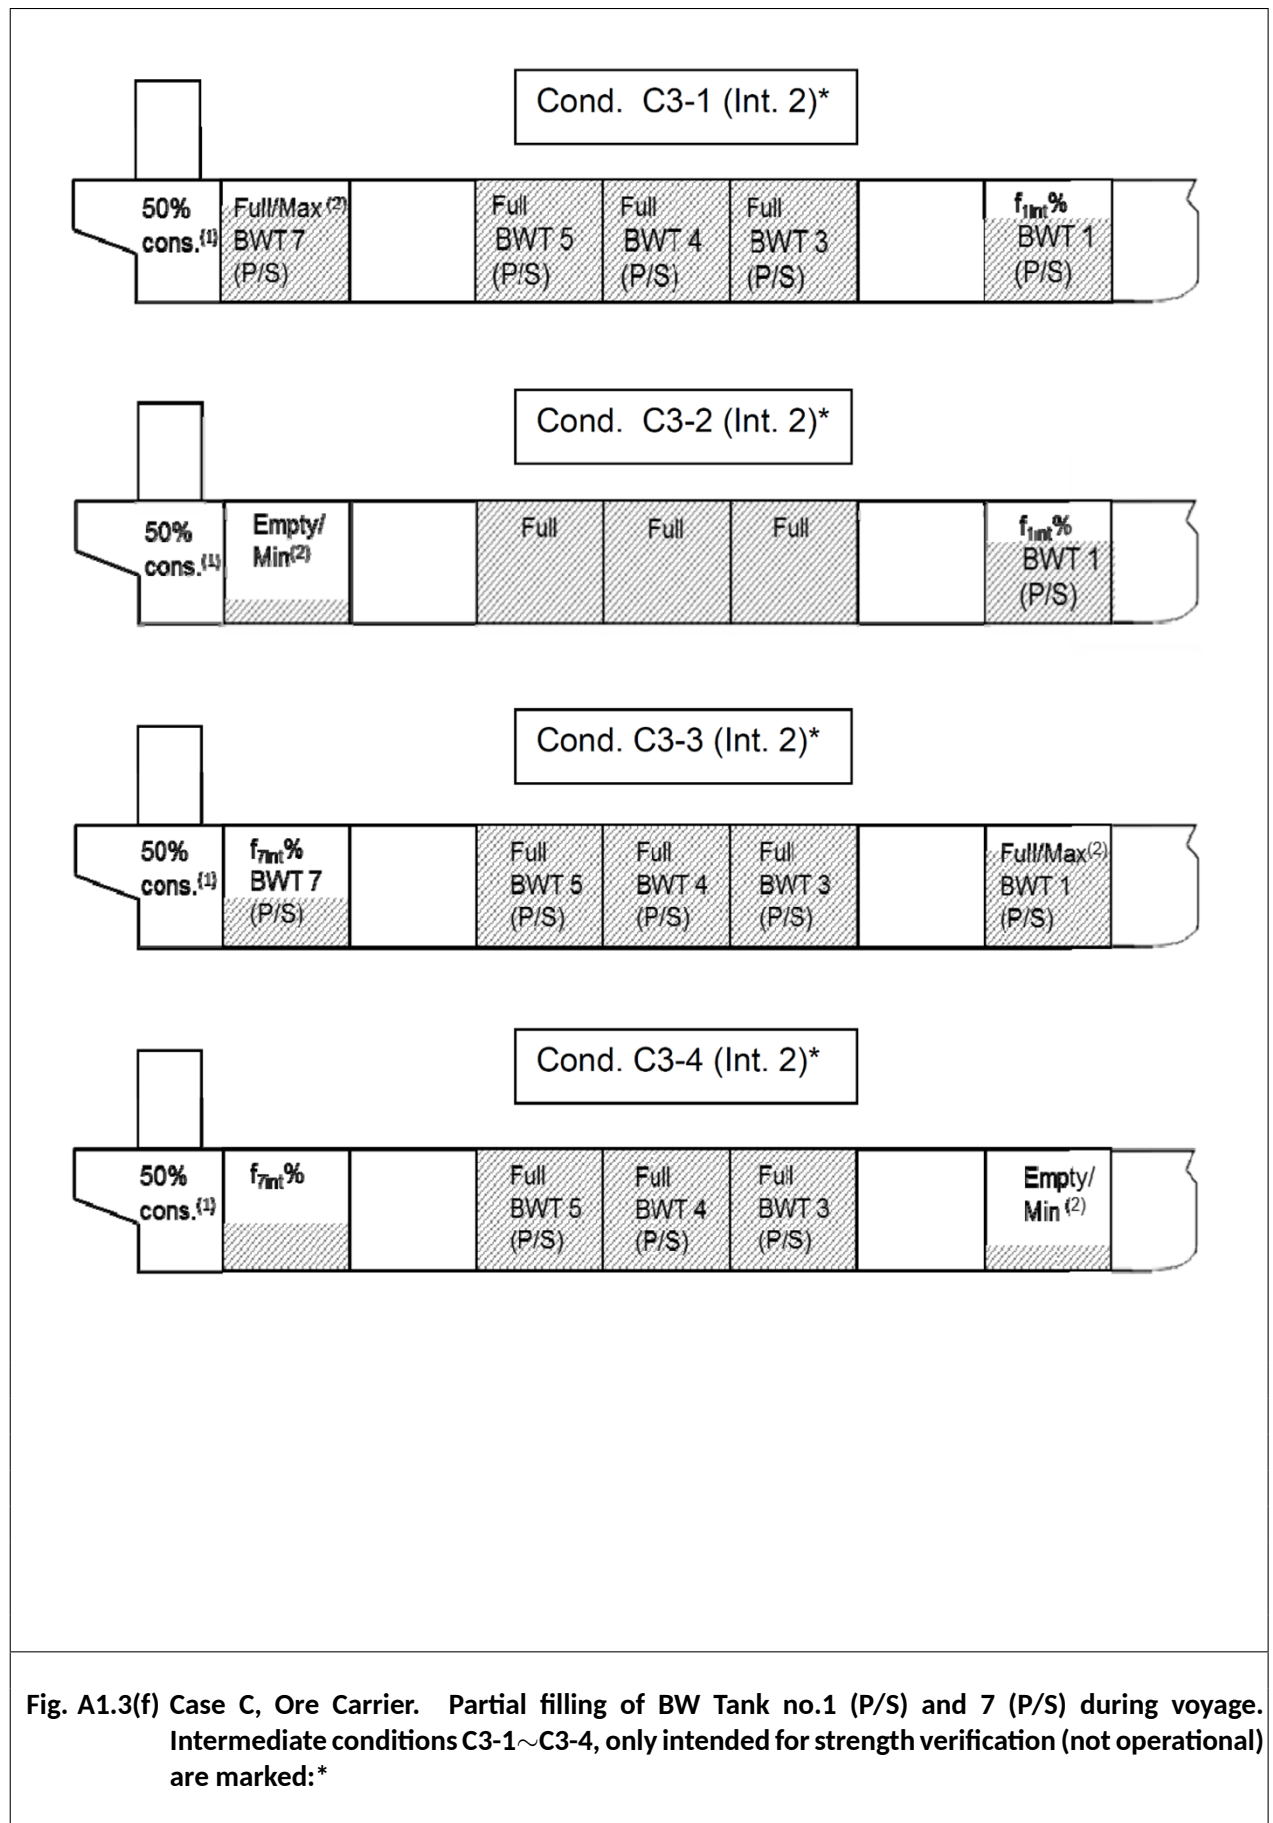 Cond. C3-1 (Int. 2)*
50% cons.(1)
Full/Max (2) BWT 7 (P/S)
Full BWT 5 (P/S)
Full BWT 4 (P/S)
Full BWT 3 (P/S)
f1int% BWT 1 (P/S)
Cond. C3-2 (Int. 2)*
50% cons.(1)
Empty/ Min(2)
Full
Full
Full
f1int% BWT 1 (P/S)
Cond. C3-3 (Int. 2)*
50% cons.(1)
f7int% BWT 7 (P/S)
Full BWT 5 (P/S)
Full BWT 4 (P/S)
Full BWT 3 (P/S)
Full/Max(2) BWT 1 (P/S)
Cond. C3-4 (Int. 2)*
50% cons.(1)
f7int%
Full BWT 5 (P/S)
Full BWT 4 (P/S)
Full BWT 3 (P/S)
Empty/ Min (2)
Fig. A1.3(f) Case C, Ore Carrier. Partial filling of BW Tank no.1 (P/S) and 7 (P/S) during voyage.
Intermediate conditions C3-1~C3-4, only intended for strength verification (not operational)
are marked:*